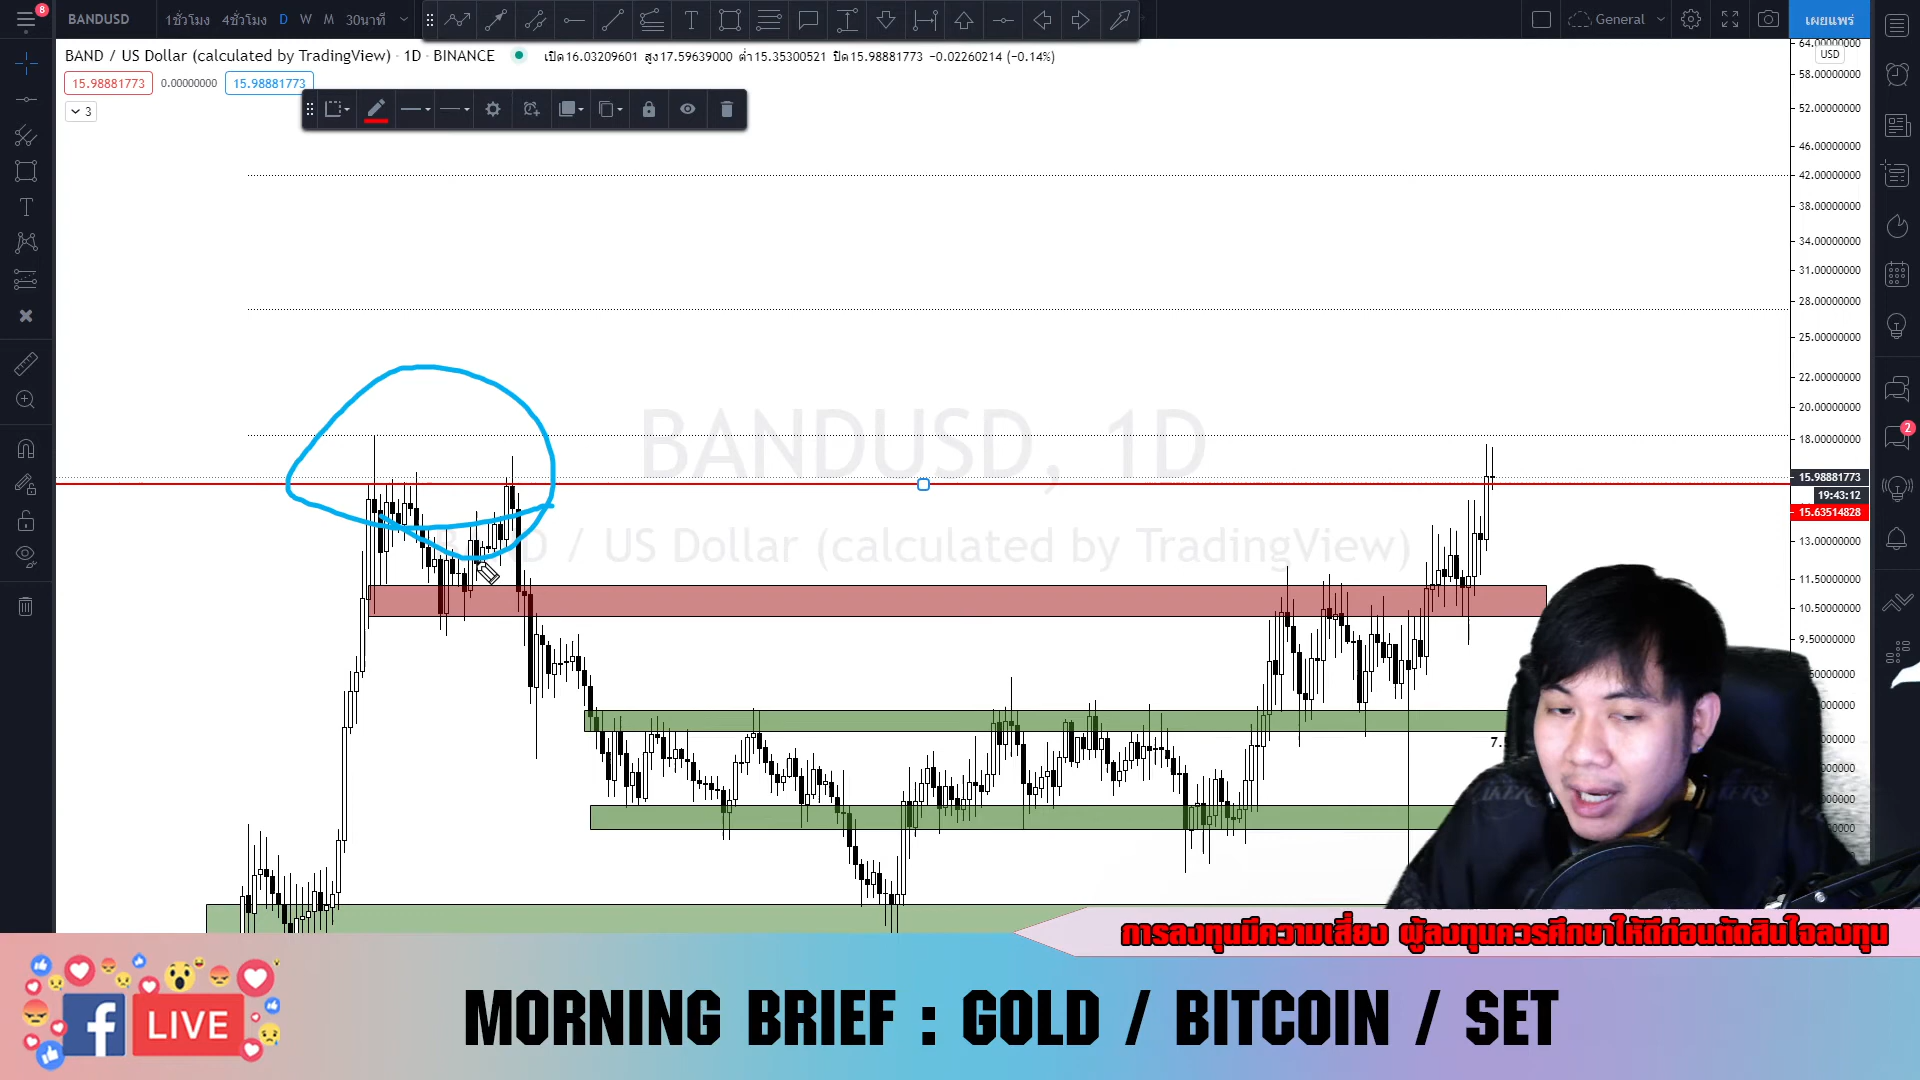 8
BANDUSD
1ชั่วโมง 4ชั่วโมง D W M 30นาที
General
เผยแพร่
BAND / US Dollar (calculated by TradingView) · 1D · BINANCE
เปิด16.03209601 สูง17.59639000 ต่ำ15.35300521 ปิด15.98881773 −0.02260214 (−0.14%)
15.98881773 0.00000000 15.98881773
3
64.00000000
USD
58.00000000
52.00000000
46.00000000
42.00000000
38.00000000
34.00000000
31.00000000
28.00000000
25.00000000
22.00000000
20.00000000
18.00000000
2
15.98881773
19:43:12
15.63514828
13.00000000
11.50000000
10.50000000
9.50000000
BANDUSD, 1D
/ US Dollar (calculated by TradingView)
การลงทุนมีความเสี่ยง ผู้ลงทุนควรศึกษาให้ดีก่อนตัดสินใจลงทุน
f LIVE
MORNING BRIEF : GOLD / BITCOIN / SET